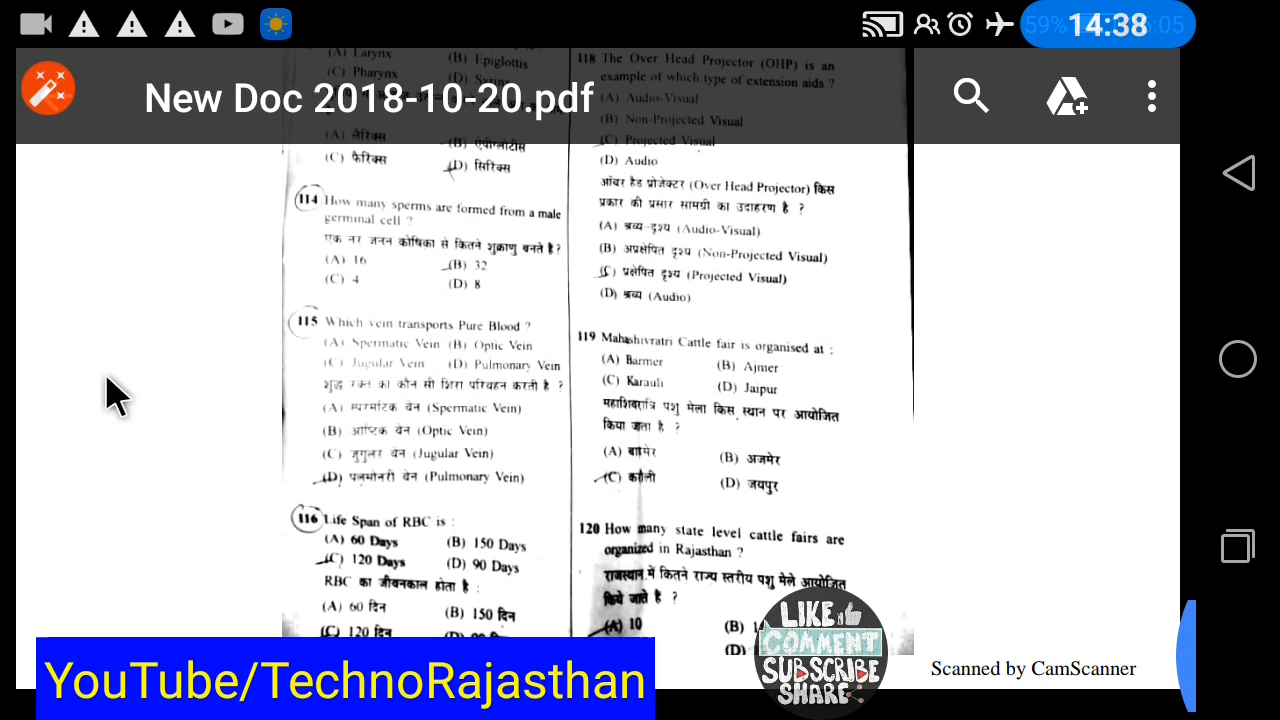 14:38
New Doc 2018-10-20.pdf
(A) Larynx
(B) Epiglottis
(C) Pharynx
(D) Syrinx
(A) लैरिंक्स
(B) ऐपीग्लोटीस
(C) फैरिंक्स
(D) सिरिंक्स
114 How many sperms are formed from a male
germinal cell ?
एक नर जनन कोषिका से कितने शुक्राणु बनते है?
(A) 16
(B) 32
(C) 4
(D) 8
115 Which vein transports Pure Blood ?
(A) Spermatic Vein (B) Optic Vein
(C) Jugular Vein (D) Pulmonary Vein
शुद्ध रक्त का कौन सी शिरा परिवहन करती है ?
(A) स्परमेटिक वेन (Spermatic Vein)
(B) ऑप्टिक वेन (Optic Vein)
(C) जुगुलर वेन (Jugular Vein)
(D) पलमोनरी वेन (Pulmonary Vein)
116 Life Span of RBC is :
(A) 60 Days
(B) 150 Days
(C) 120 Days
(D) 90 Days
RBC का जीवनकाल होता है :
(A) 60 दिन
(B) 150 दिन
(C) 120 दिन
118 The Over Head Projector (OHP) is an
example of which type of extension aids ?
(A) Audio-Visual
(B) Non-Projected Visual
(C) Projected Visual
(D) Audio
ऑवर हैड प्रोजेक्टर (Over Head Projector) किस
प्रकार की प्रसार सामग्री का उदाहरण है ?
(A) श्रव्य-दृश्य (Audio-Visual)
(B) अप्रक्षेपित दृश्य (Non-Projected Visual)
(C) प्रक्षेपित दृश्य (Projected Visual)
(D) श्रव्य (Audio)
119 Mahashivratri Cattle fair is organised at :
(A) Barmer
(B) Ajmer
(C) Karauli
(D) Jaipur
महाशिवरात्रि पशु मेला किस स्थान पर आयोजित
किया जाता है ?
(A) बाड़मेर
(B) अजमेर
(C) करौली
(D) जयपुर
120 How many state level cattle fairs are
organized in Rajasthan ?
राजस्थान में कितने राज्य स्तरीय पशु मेले आयोजित
किये जाते है ?
(A) 10
(B)
(D)
LIKE
COMMENT
SUBSCRIBE
SHARE
Scanned by CamScanner
YouTube/TechnoRajasthan